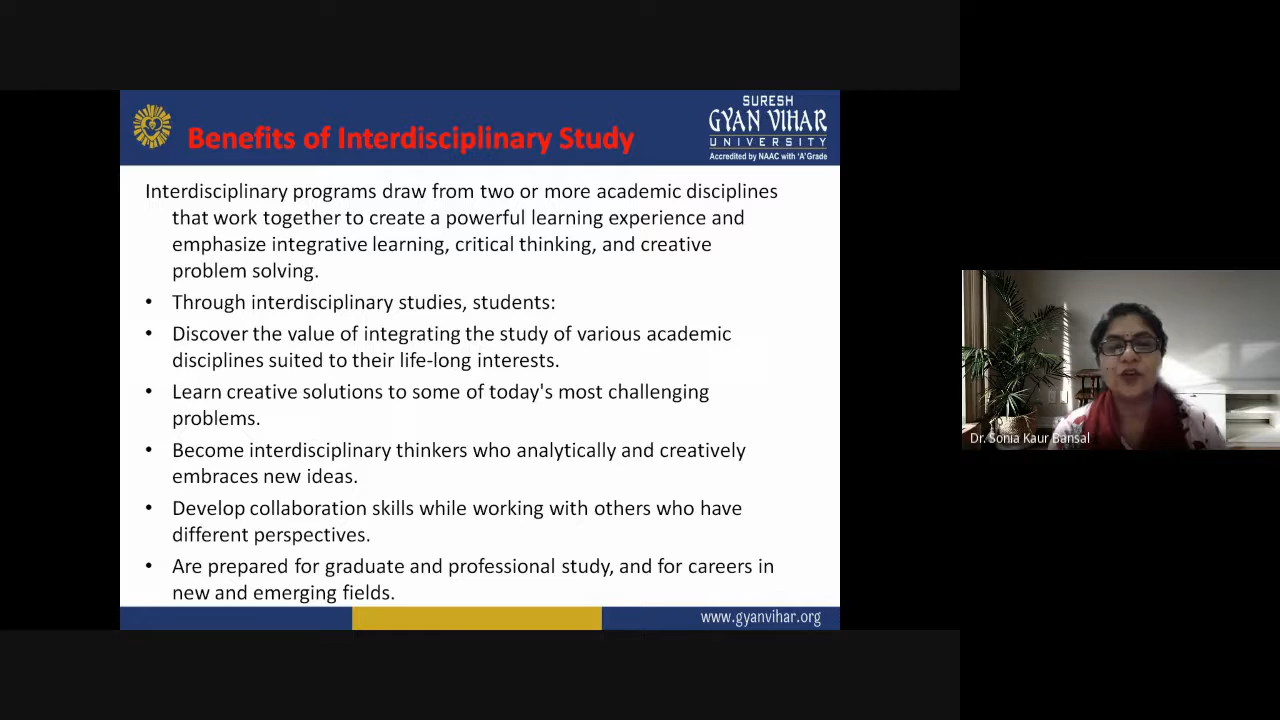 Benefits of Interdisciplinary Study
SURESH
GYAN VIHAR
UNIVERSITY
Accredited by NAAC with 'A' Grade
Interdisciplinary programs draw from two or more academic disciplines
that work together to create a powerful learning experience and
emphasize integrative learning, critical thinking, and creative
problem solving.
• Through interdisciplinary studies, students:
• Discover the value of integrating the study of various academic
disciplines suited to their life-long interests.
• Learn creative solutions to some of today's most challenging
problems.
• Become interdisciplinary thinkers who analytically and creatively
embraces new ideas.
• Develop collaboration skills while working with others who have
different perspectives.
• Are prepared for graduate and professional study, and for careers in
new and emerging fields.
www.gyanvihar.org
Dr. Sonia Kaur Bansal